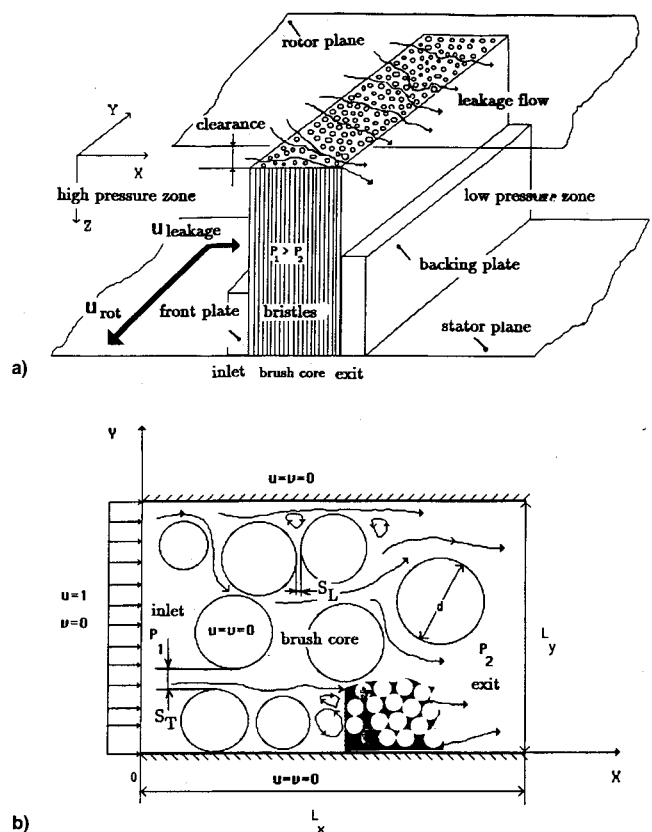 rotor plane
leakage flow
Y
clearance
X
high pressure zone
low pressure zone
Z
u leakage
P1 > P2
backing plate
u rot
front plate
bristles
stator plane
a)
inlet brush core exit
Y
u=v=0
S_L
u=1
v=0
inlet
d
P1
u=v=0
brush core
L_y
P2
exit
S_T
0
u=v=0
X
L_x
b)